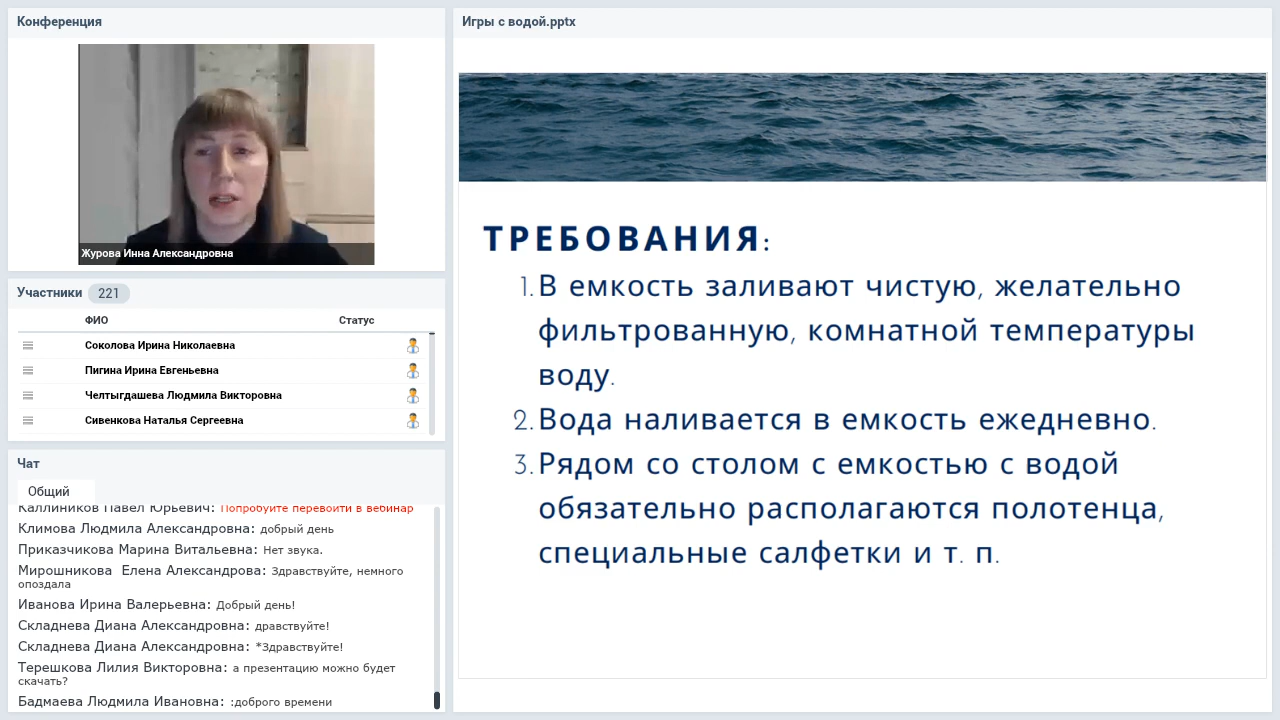 Конференция
Журова Инна Александровна
Участники 221
ФИО Статус
Соколова Ирина Николаевна
Пигина Ирина Евгеньевна
Челтыгдашева Людмила Викторовна
Сивенкова Наталья Сергеевна
Чат
Общий
Каллиников Павел Юрьевич: Попробуйте перевойти в вебинар
Климова Людмила Александровна: добрый день
Приказчикова Марина Витальевна: Нет звука.
Мирошникова Елена Александрова: Здравствуйте, немного
опоздала
Иванова Ирина Валерьевна: Добрый день!
Складнева Диана Александровна: дравствуйте!
Складнева Диана Александровна: *Здравствуйте!
Терешкова Лилия Викторовна: а презентацию можно будет
скачать?
Бадмаева Людмила Ивановна: :доброго времени
Игры с водой.pptx
ТРЕБОВАНИЯ:
1. В емкость заливают чистую, желательно
фильтрованную, комнатной температуры
воду.
2. Вода наливается в емкость ежедневно.
3. Рядом со столом с емкостью с водой
обязательно располагаются полотенца,
специальные салфетки и т. п.